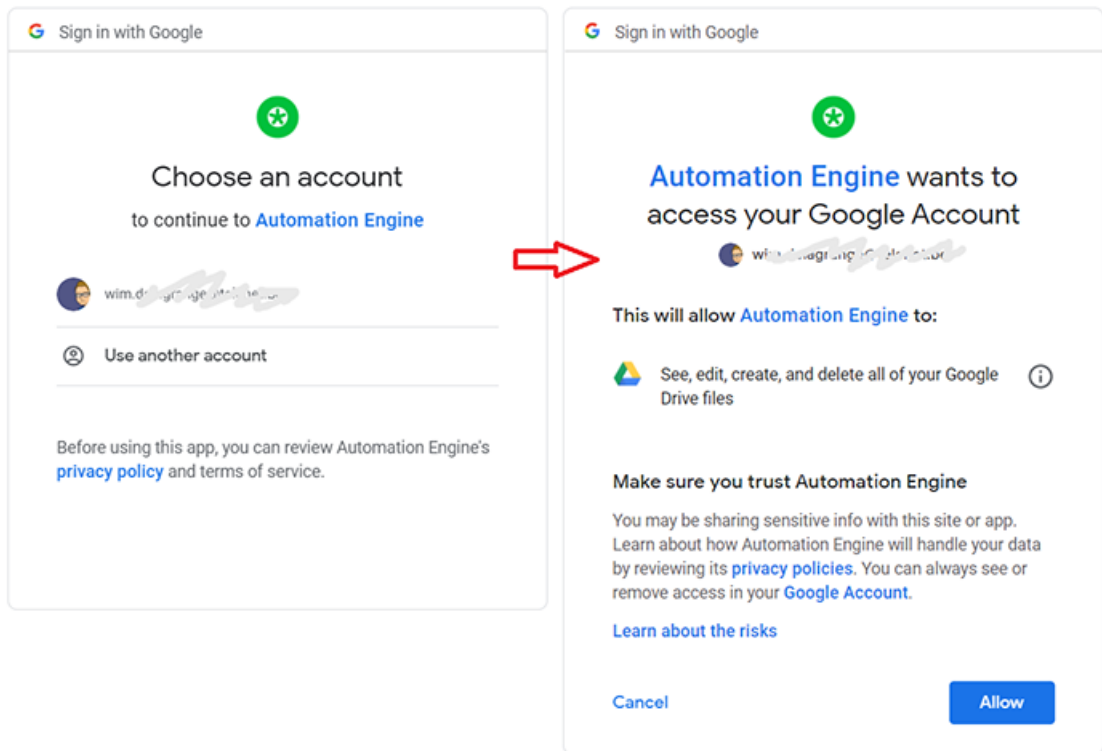 Sign in with Google
Choose an account
to continue to Automation Engine
Use another account
Before using this app, you can review Automation Engine's
privacy policy and terms of service.
Sign in with Google
Automation Engine wants to
access your Google Account
This will allow Automation Engine to:
See, edit, create, and delete all of your Google
Drive files
Make sure you trust Automation Engine
You may be sharing sensitive info with this site or app.
Learn about how Automation Engine will handle your data
by reviewing its privacy policies. You can always see or
remove access in your Google Account.
Learn about the risks
Cancel
Allow